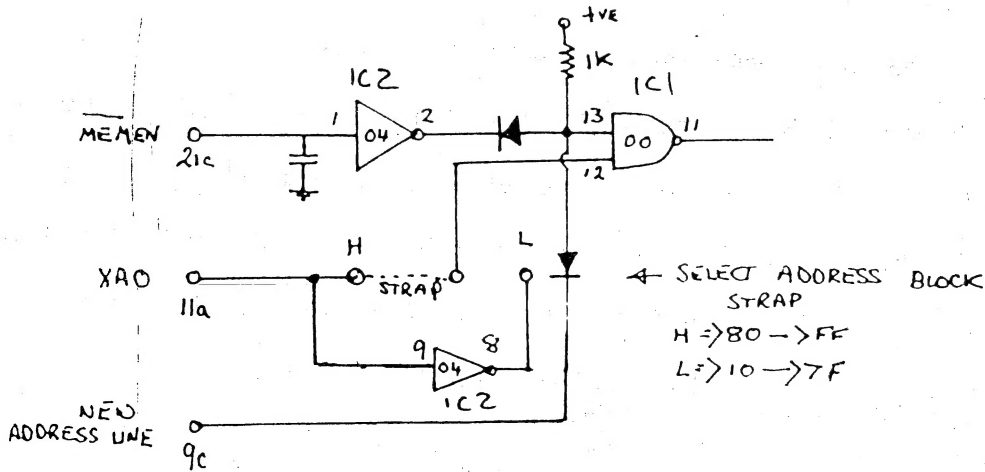 +VE
1K
IC2
IC1
MEMEN
1
04
2
13
00
11
21c
12
H
L
XAO
STRAP
← SELECT ADDRESS BLOCK
STRAP
11a
H => 80 -> FF
9
04
8
L => 10 -> 7F
IC2
NEW
ADDRESS LINE
9c